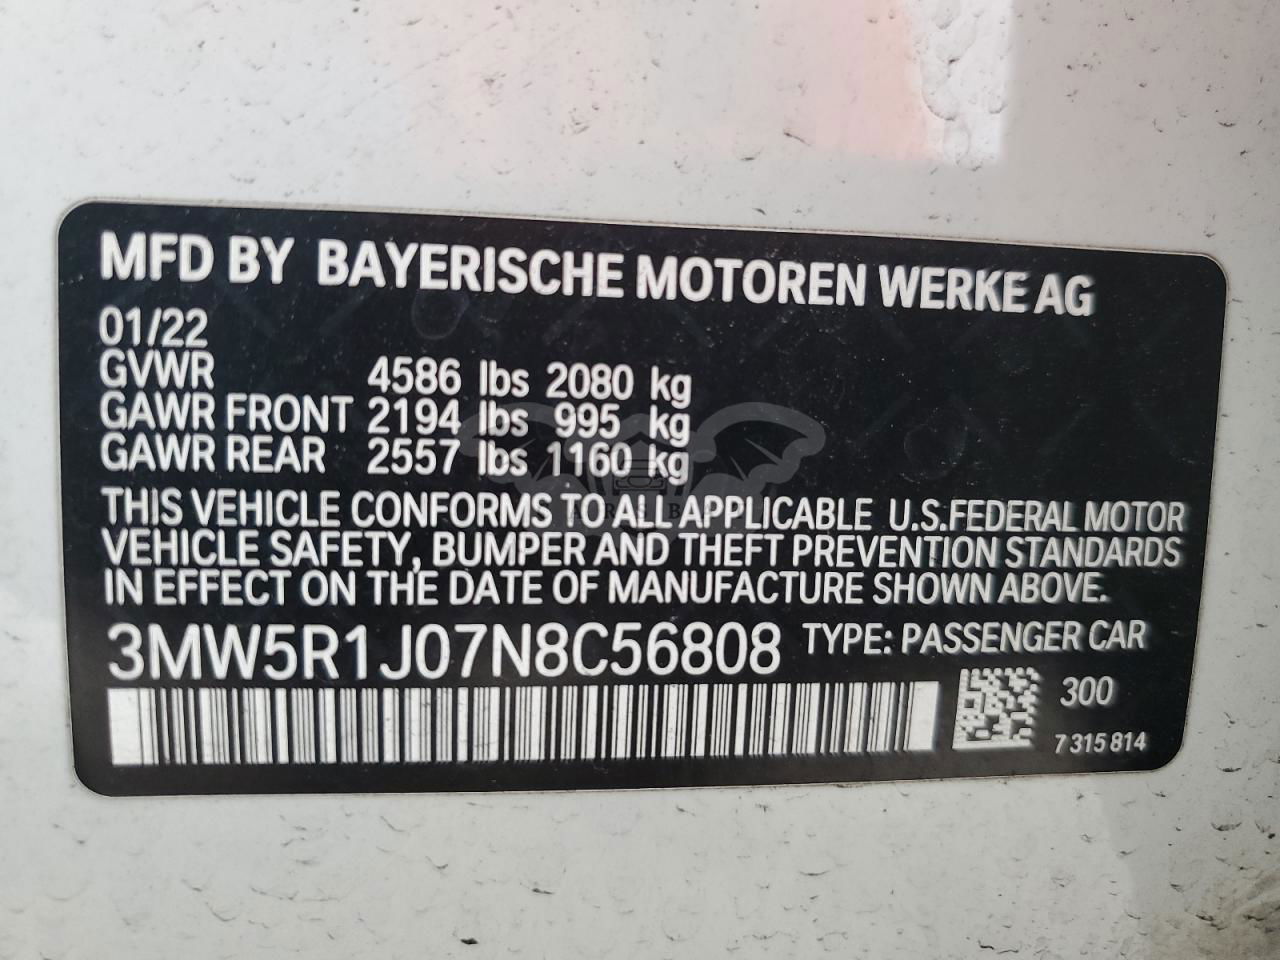 MFD BY BAYERISCHE MOTOREN WERKE AG
01/22
GVWR 4586 lbs 2080 kg
GAWR FRONT 2194 lbs 995 kg
GAWR REAR 2557 lbs 1160 kg
THIS VEHICLE CONFORMS TO ALL APPLICABLE U.S.FEDERAL MOTOR
VEHICLE SAFETY, BUMPER AND THEFT PREVENTION STANDARDS
IN EFFECT ON THE DATE OF MANUFACTURE SHOWN ABOVE.
3MW5R1J07N8C56808 TYPE: PASSENGER CAR
300
7 315 814